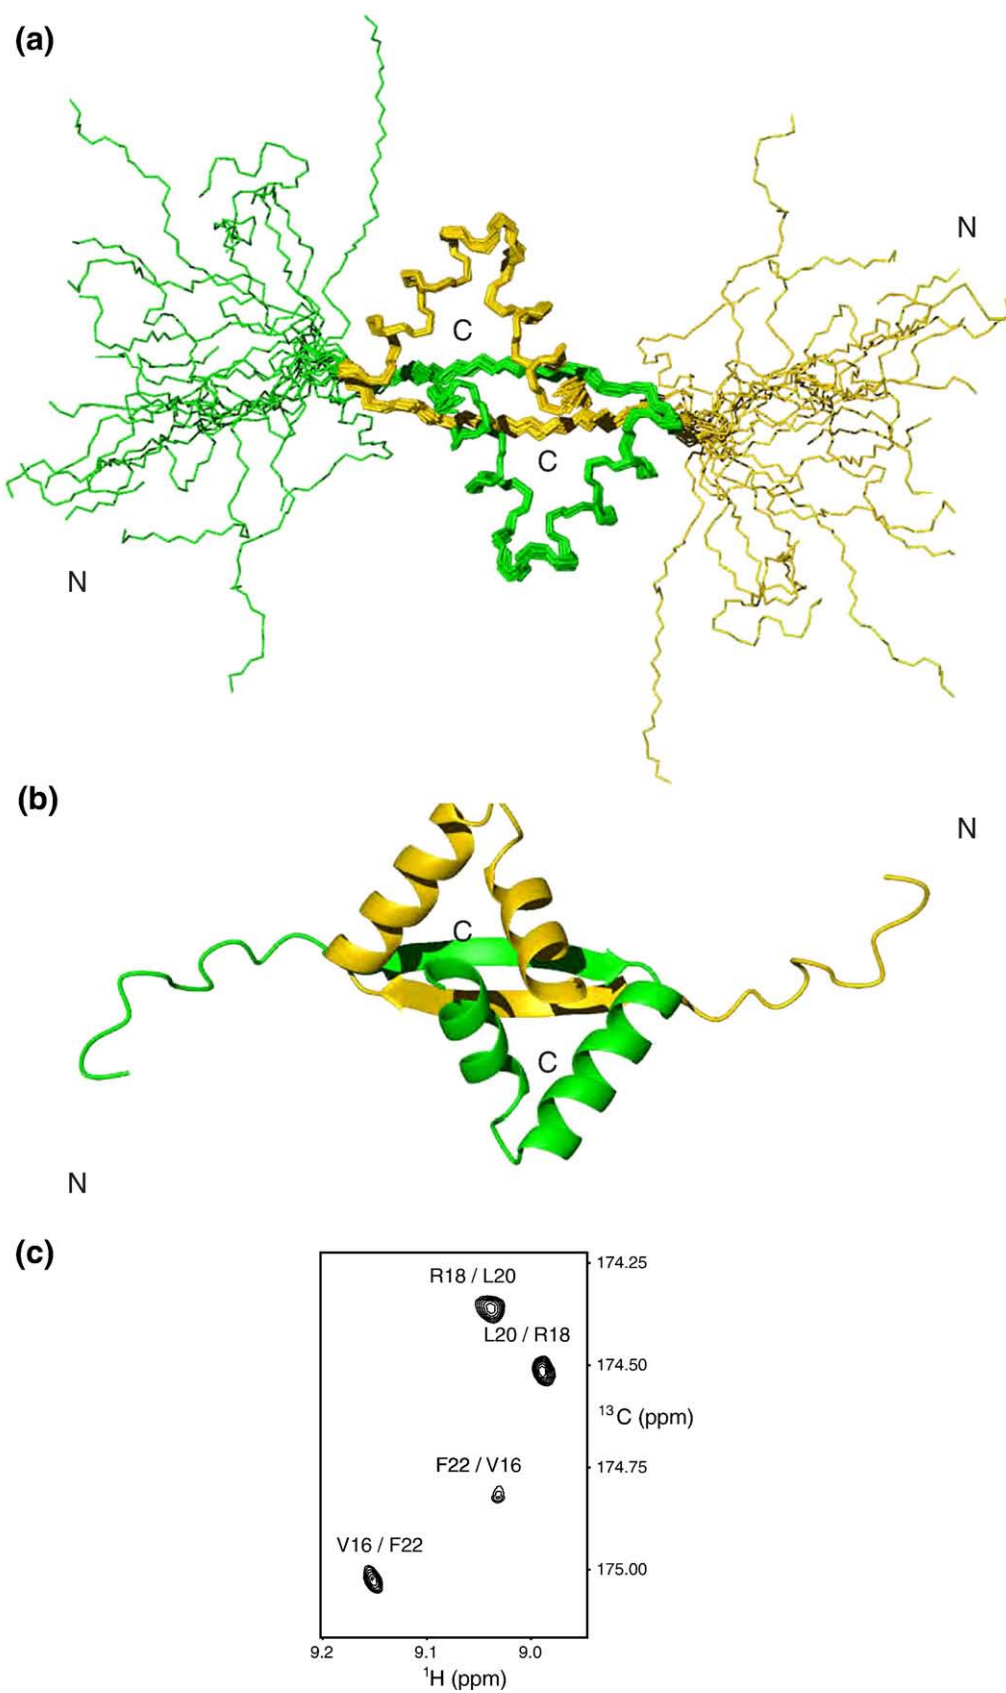 (a)
N
C
C
N
(b)
N
C
C
N
(c)
R18 / L20
L20 / R18
F22 / V16
V16 / F22
174.25
174.50
¹³C (ppm)
174.75
175.00
9.2 9.1 9.0
¹H (ppm)